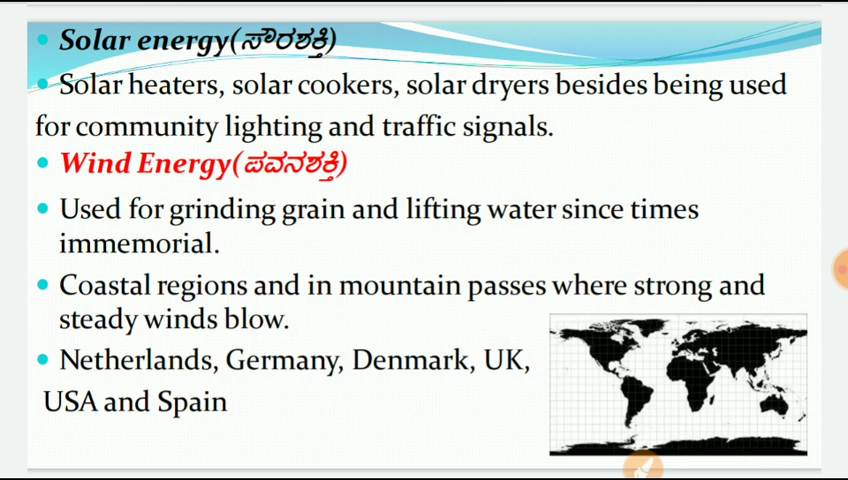 Solar energy(ಸೌರಶಕ್ತಿ)
Solar heaters, solar cookers, solar dryers besides being used
for community lighting and traffic signals.
Wind Energy(ಪವನಶಕ್ತಿ)
Used for grinding grain and lifting water since times
immemorial.
Coastal regions and in mountain passes where strong and
steady winds blow.
Netherlands, Germany, Denmark, UK,
USA and Spain